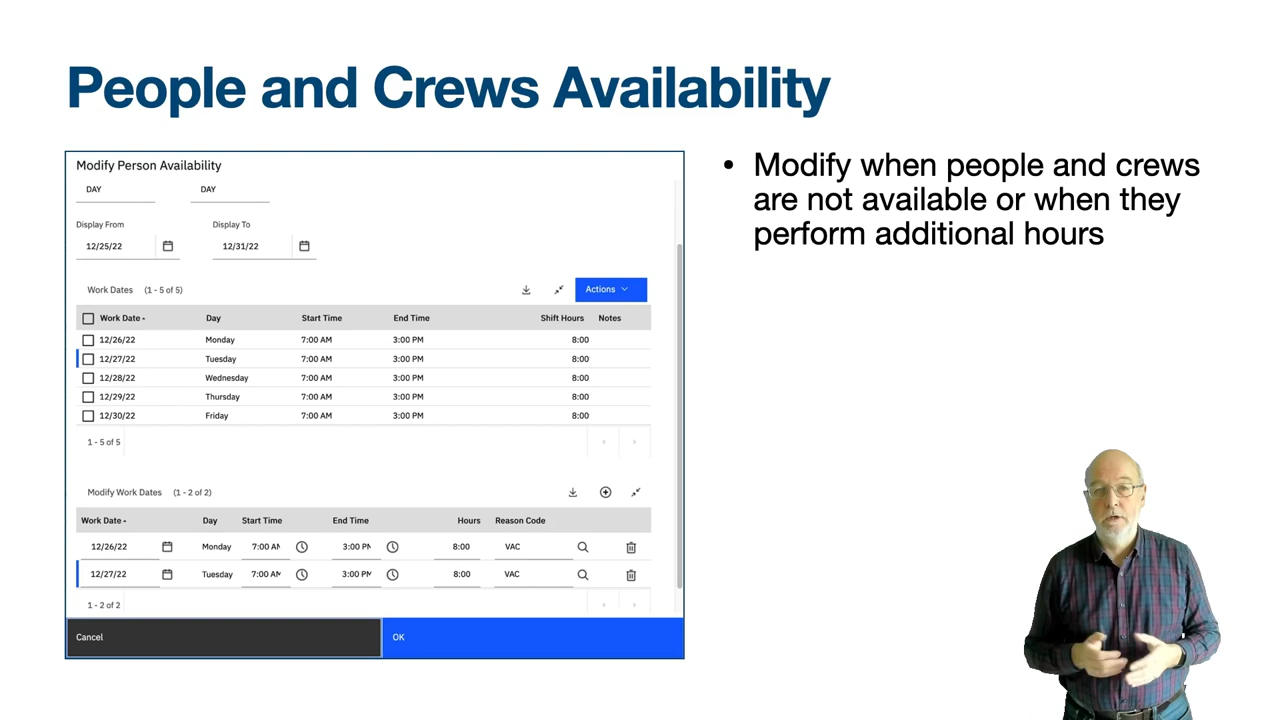 People and Crews Availability
Modify Person Availability
DAY DAY
Display From Display To
12/25/22 12/31/22
Work Dates (1 - 5 of 5) Actions
Work Date Day Start Time End Time Shift Hours Notes
12/26/22 Monday 7:00 AM 3:00 PM 8:00
12/27/22 Tuesday 7:00 AM 3:00 PM 8:00
12/28/22 Wednesday 7:00 AM 3:00 PM 8:00
12/29/22 Thursday 7:00 AM 3:00 PM 8:00
12/30/22 Friday 7:00 AM 3:00 PM 8:00
1 - 5 of 5
Modify Work Dates (1 - 2 of 2)
Work Date Day Start Time End Time Hours Reason Code
12/26/22 Monday 7:00 AM 3:00 PM 8:00 VAC
12/27/22 Tuesday 7:00 AM 3:00 PM 8:00 VAC
1 - 2 of 2
Cancel OK
• Modify when people and crews
are not available or when they
perform additional hours